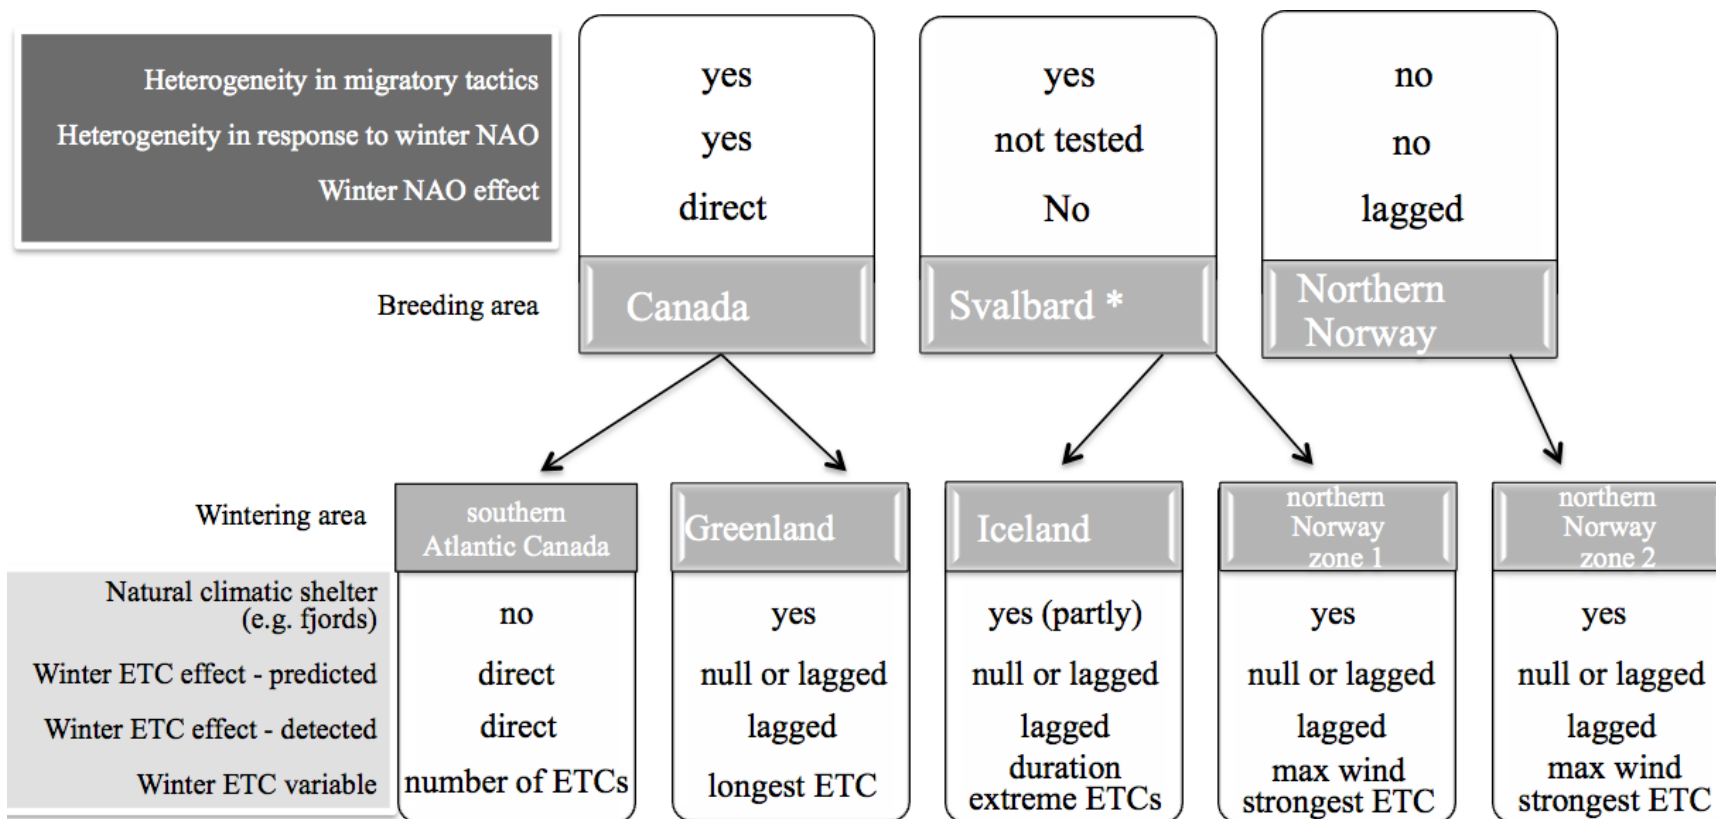 Heterogeneity in migratory tactics
yes
yes
no
Heterogeneity in response to winter NAO
yes
not tested
no
Winter NAO effect
direct
No
lagged
Breeding area
Canada
Svalbard *
Northern
Norway
Wintering area
southern
Atlantic Canada
Greenland
Iceland
northern
Norway
zone 1
northern
Norway
zone 2
Natural climatic shelter
(e.g. fjords)
no
yes
yes (partly)
yes
yes
Winter ETC effect - predicted
direct
null or lagged
null or lagged
null or lagged
null or lagged
Winter ETC effect - detected
direct
lagged
lagged
lagged
lagged
Winter ETC variable
number of ETCs
longest ETC
duration
extreme ETCs
max wind
strongest ETC
max wind
strongest ETC